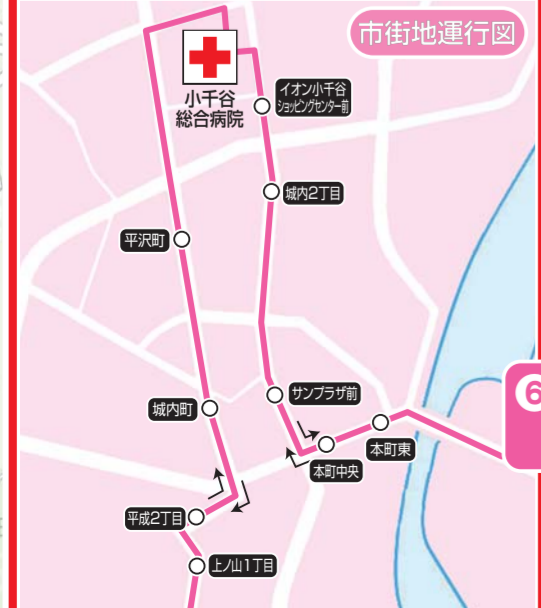 市街地運行図
小千谷
総合病院
イオン小千谷
ショッピングセンター前
城内2丁目
平沢町
サンプラザ前
城内町
本町東
本町中央
平成2丁目
上ノ山1丁目
6